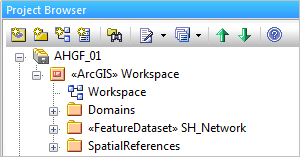 Project Browser
AHGF_01
«ArcGIS» Workspace
Workspace
Domains
«FeatureDataset» SH_Network
SpatialReferences